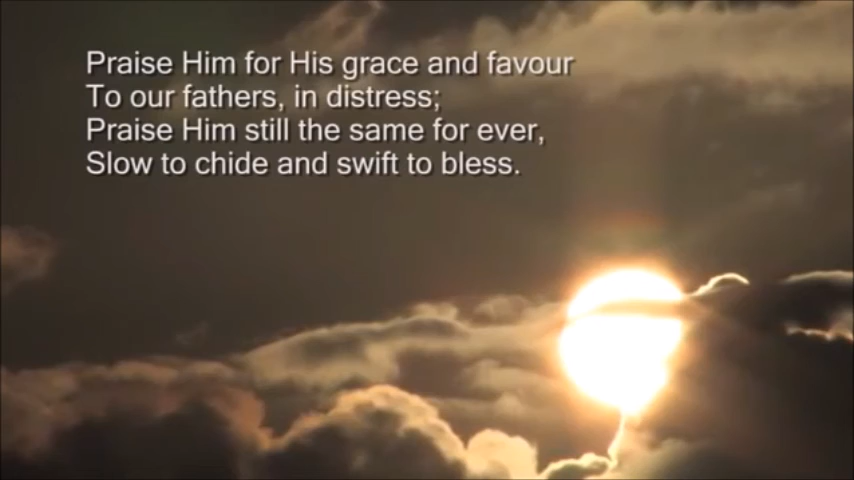 Praise Him for His grace and favour
To our fathers, in distress;
Praise Him still the same for ever,
Slow to chide and swift to bless.